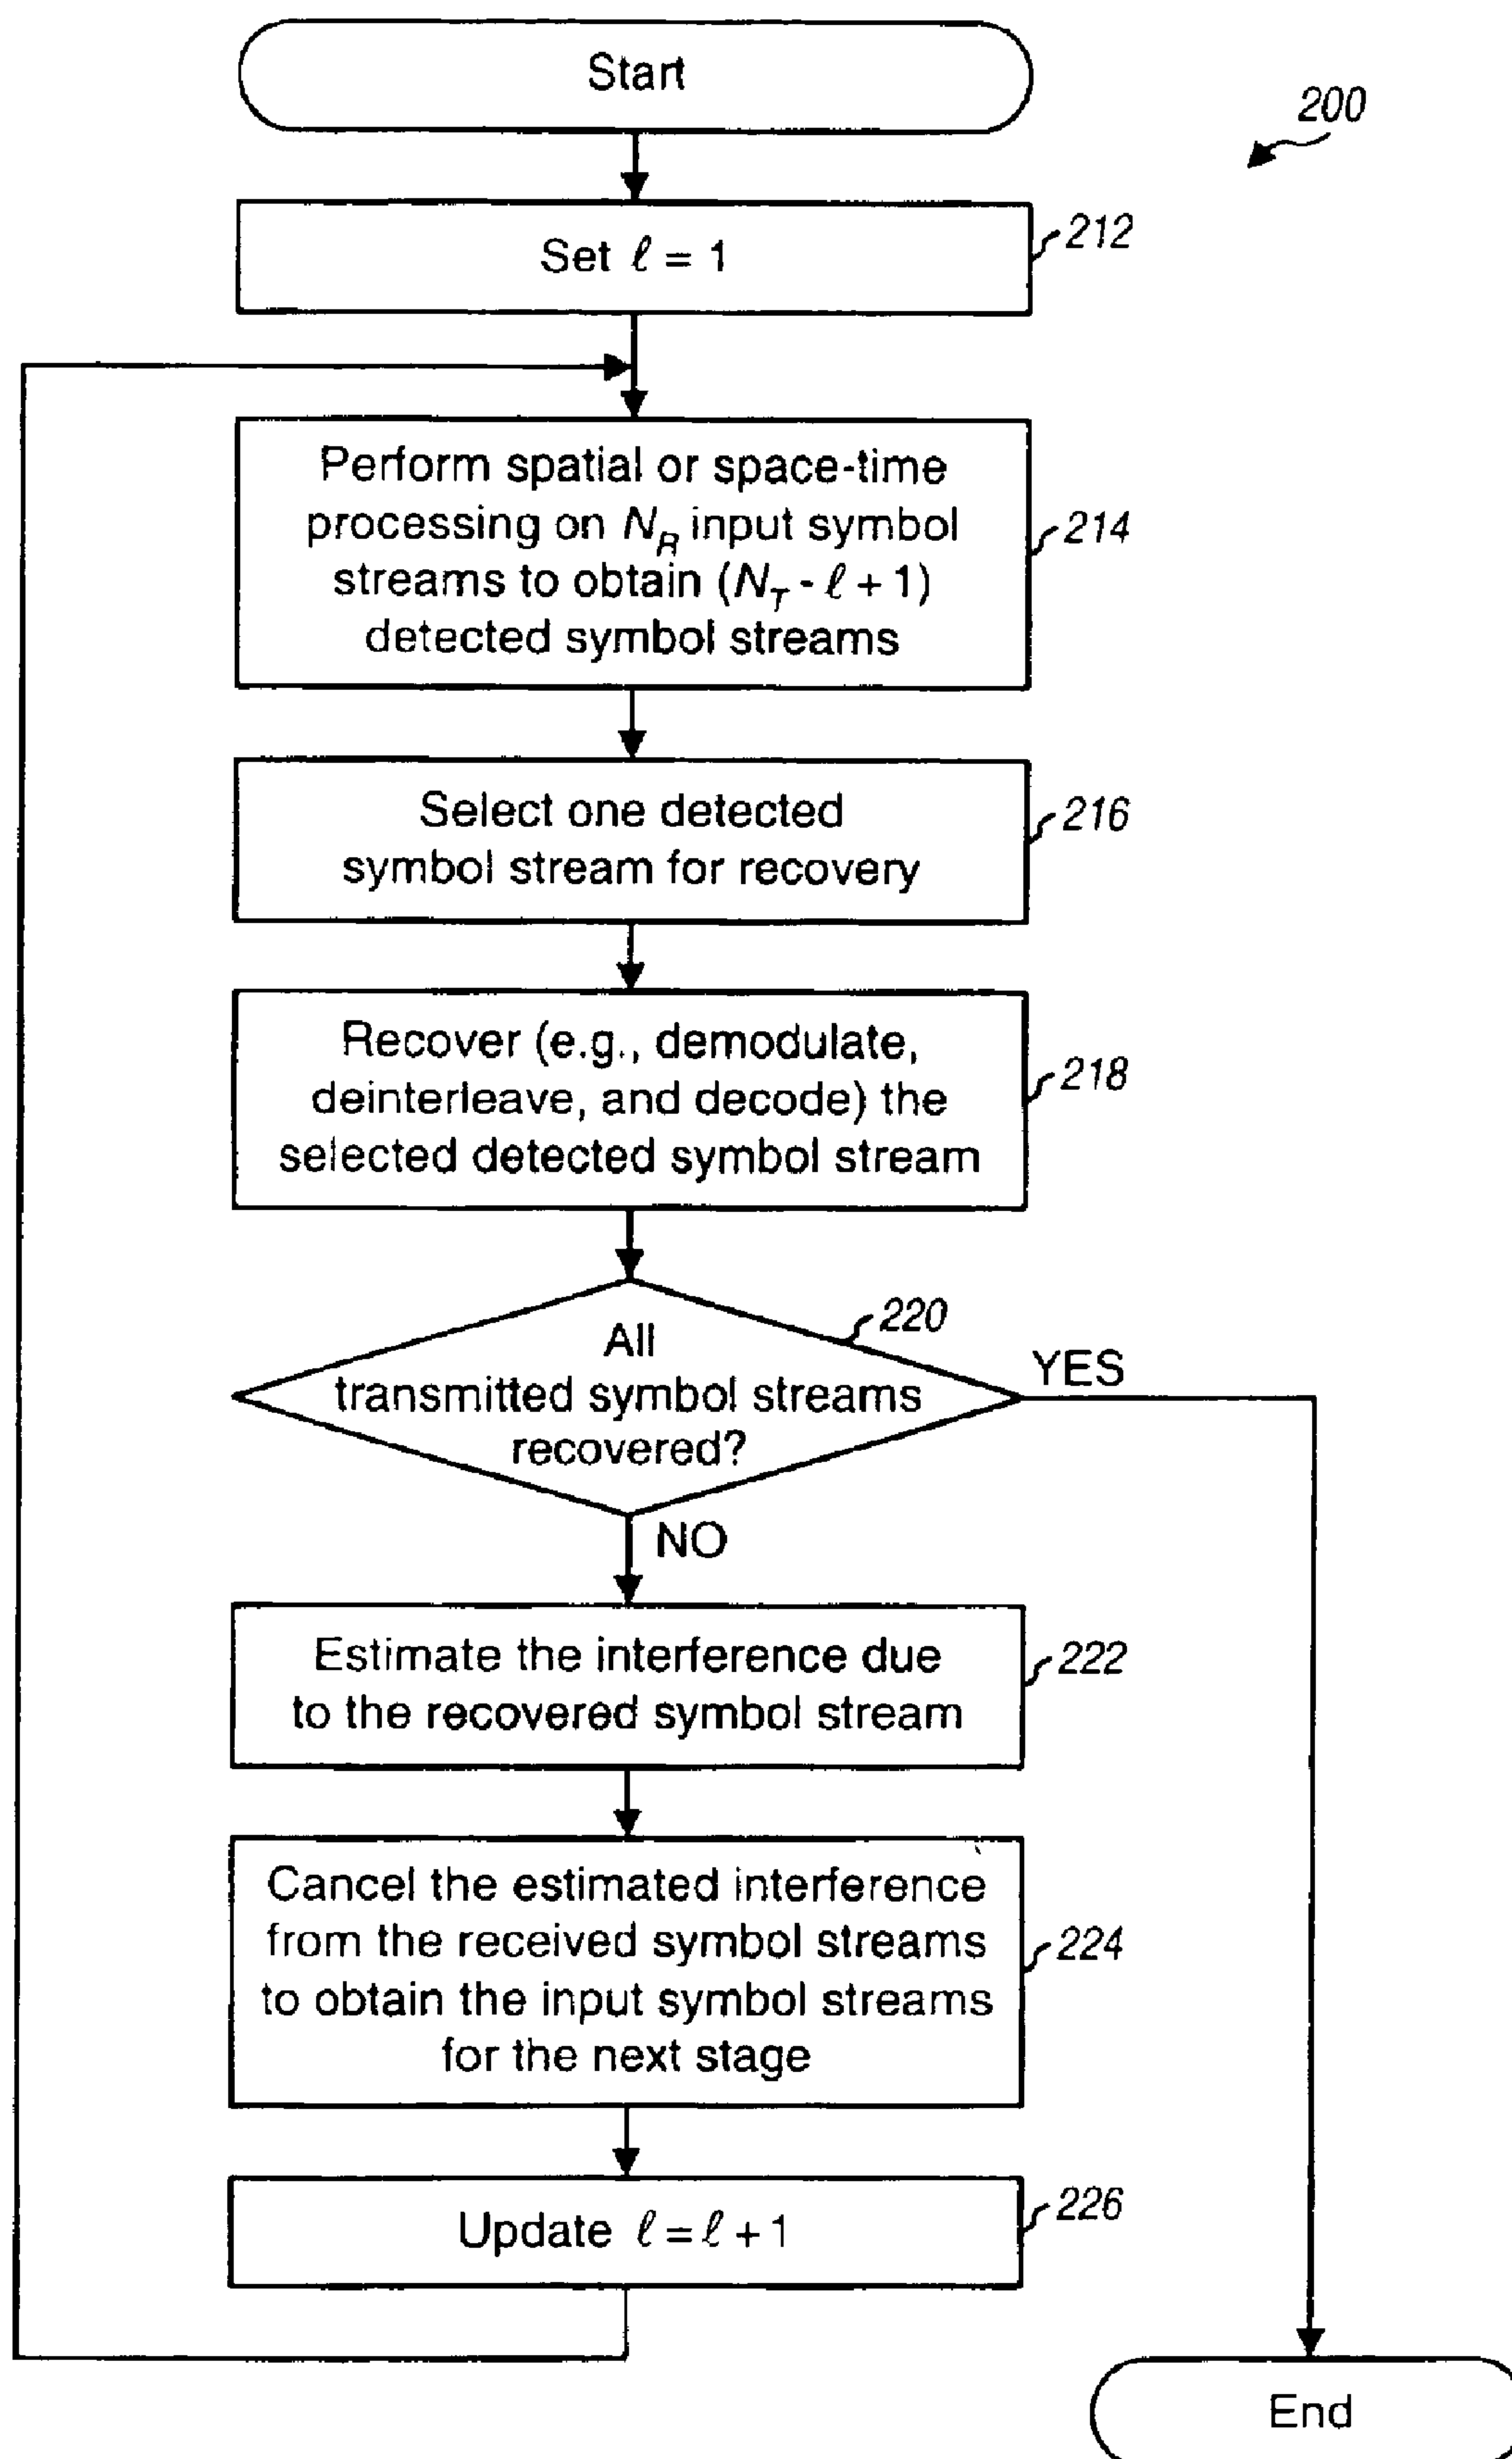 Start
200
Set ℓ = 1
212
Perform spatial or space-time
processing on N_R input symbol
streams to obtain (N_T - ℓ + 1)
detected symbol streams
214
Select one detected
symbol stream for recovery
216
Recover (e.g., demodulate,
deinterleave, and decode) the
selected detected symbol stream
218
All
transmitted symbol streams
recovered?
220
YES
NO
Estimate the interference due
to the recovered symbol stream
222
Cancel the estimated interference
from the received symbol streams
to obtain the input symbol streams
for the next stage
224
Update ℓ = ℓ + 1
226
End